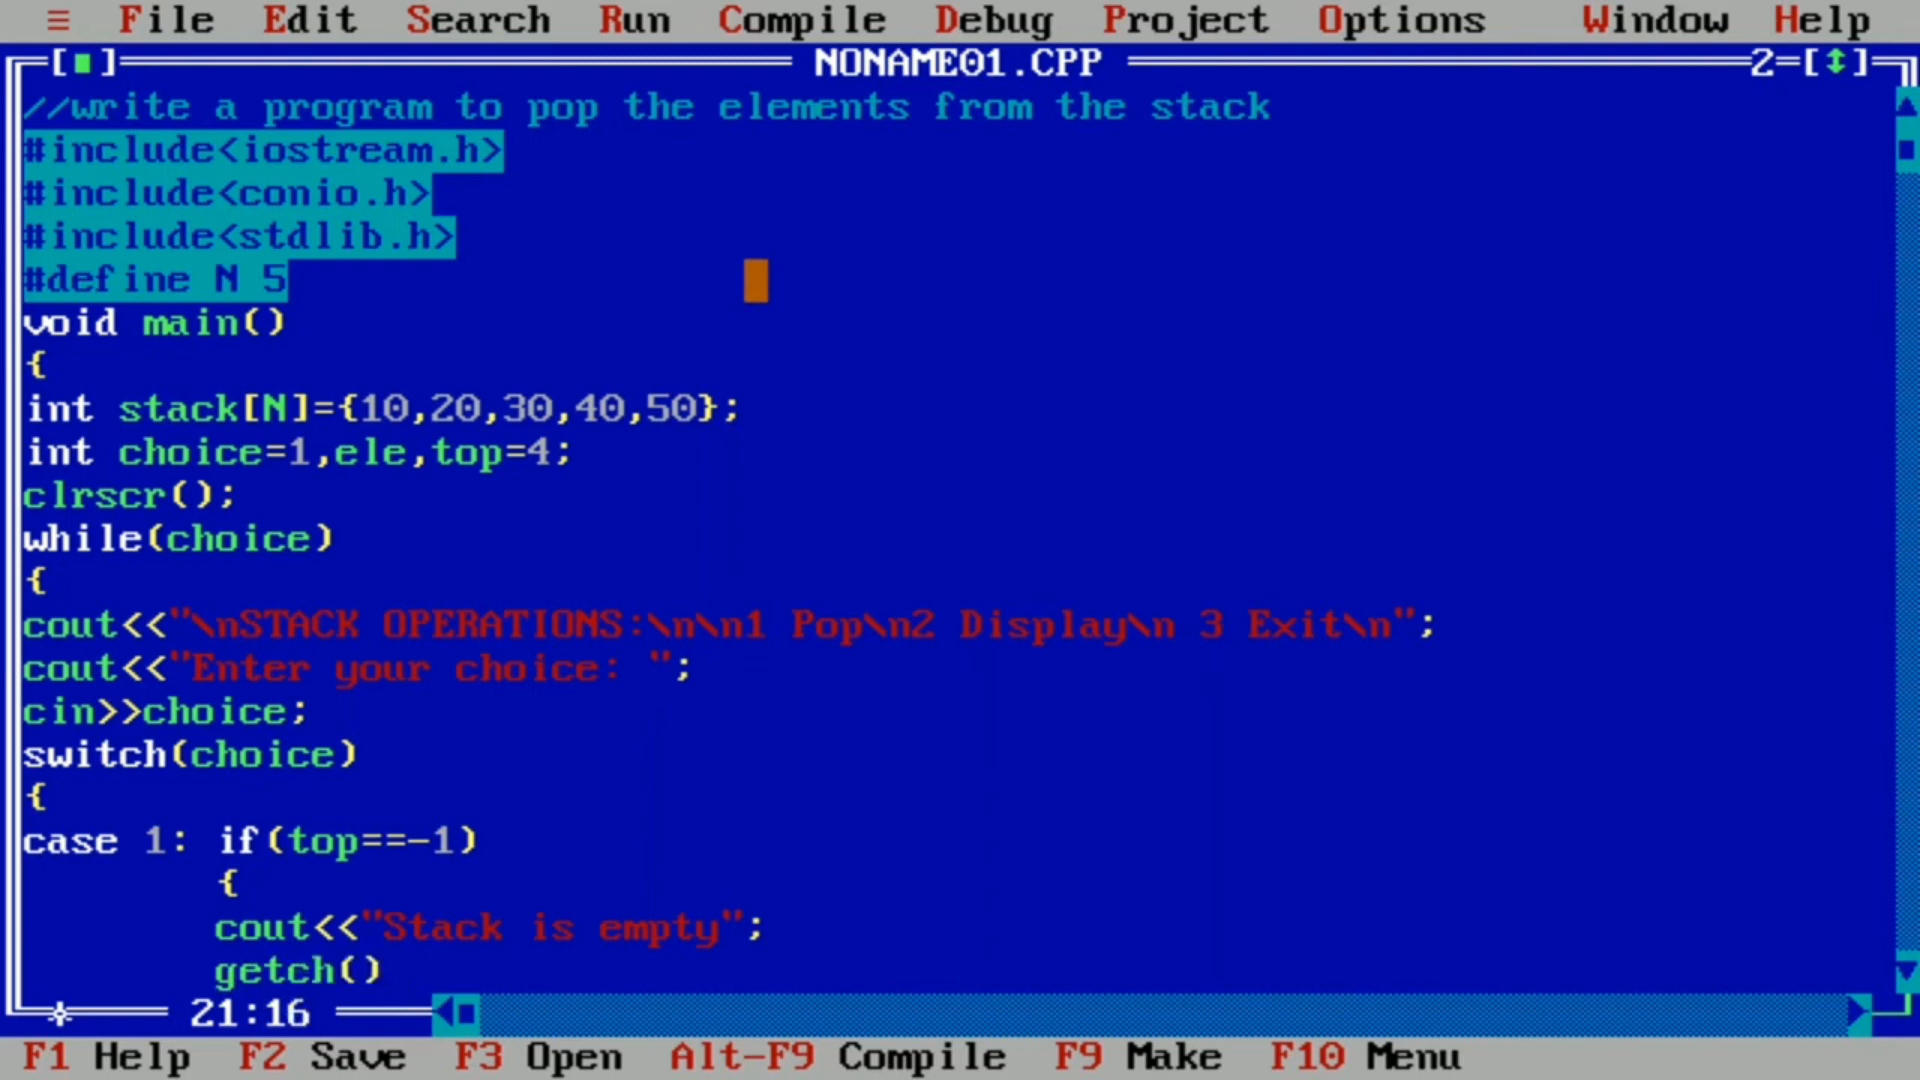 ≡ File Edit Search Run Compile Debug Project Options Window Help
[■] NONAME01.CPP 2=[↕]
//write a program to pop the elements from the stack
#include<iostream.h>
#include<conio.h>
#include<stdlib.h>
#define N 5
void main()
{
int stack[N]={10,20,30,40,50};
int choice=1,ele,top=4;
clrscr();
while(choice)
{
cout<<"\nSTACK OPERATIONS:\n\n1 Pop\n2 Display\n 3 Exit\n";
cout<<"Enter your choice: ";
cin>>choice;
switch(choice)
{
case 1: if(top==-1)
{
cout<<"Stack is empty";
getch()
21:16
F1 Help F2 Save F3 Open Alt-F9 Compile F9 Make F10 Menu